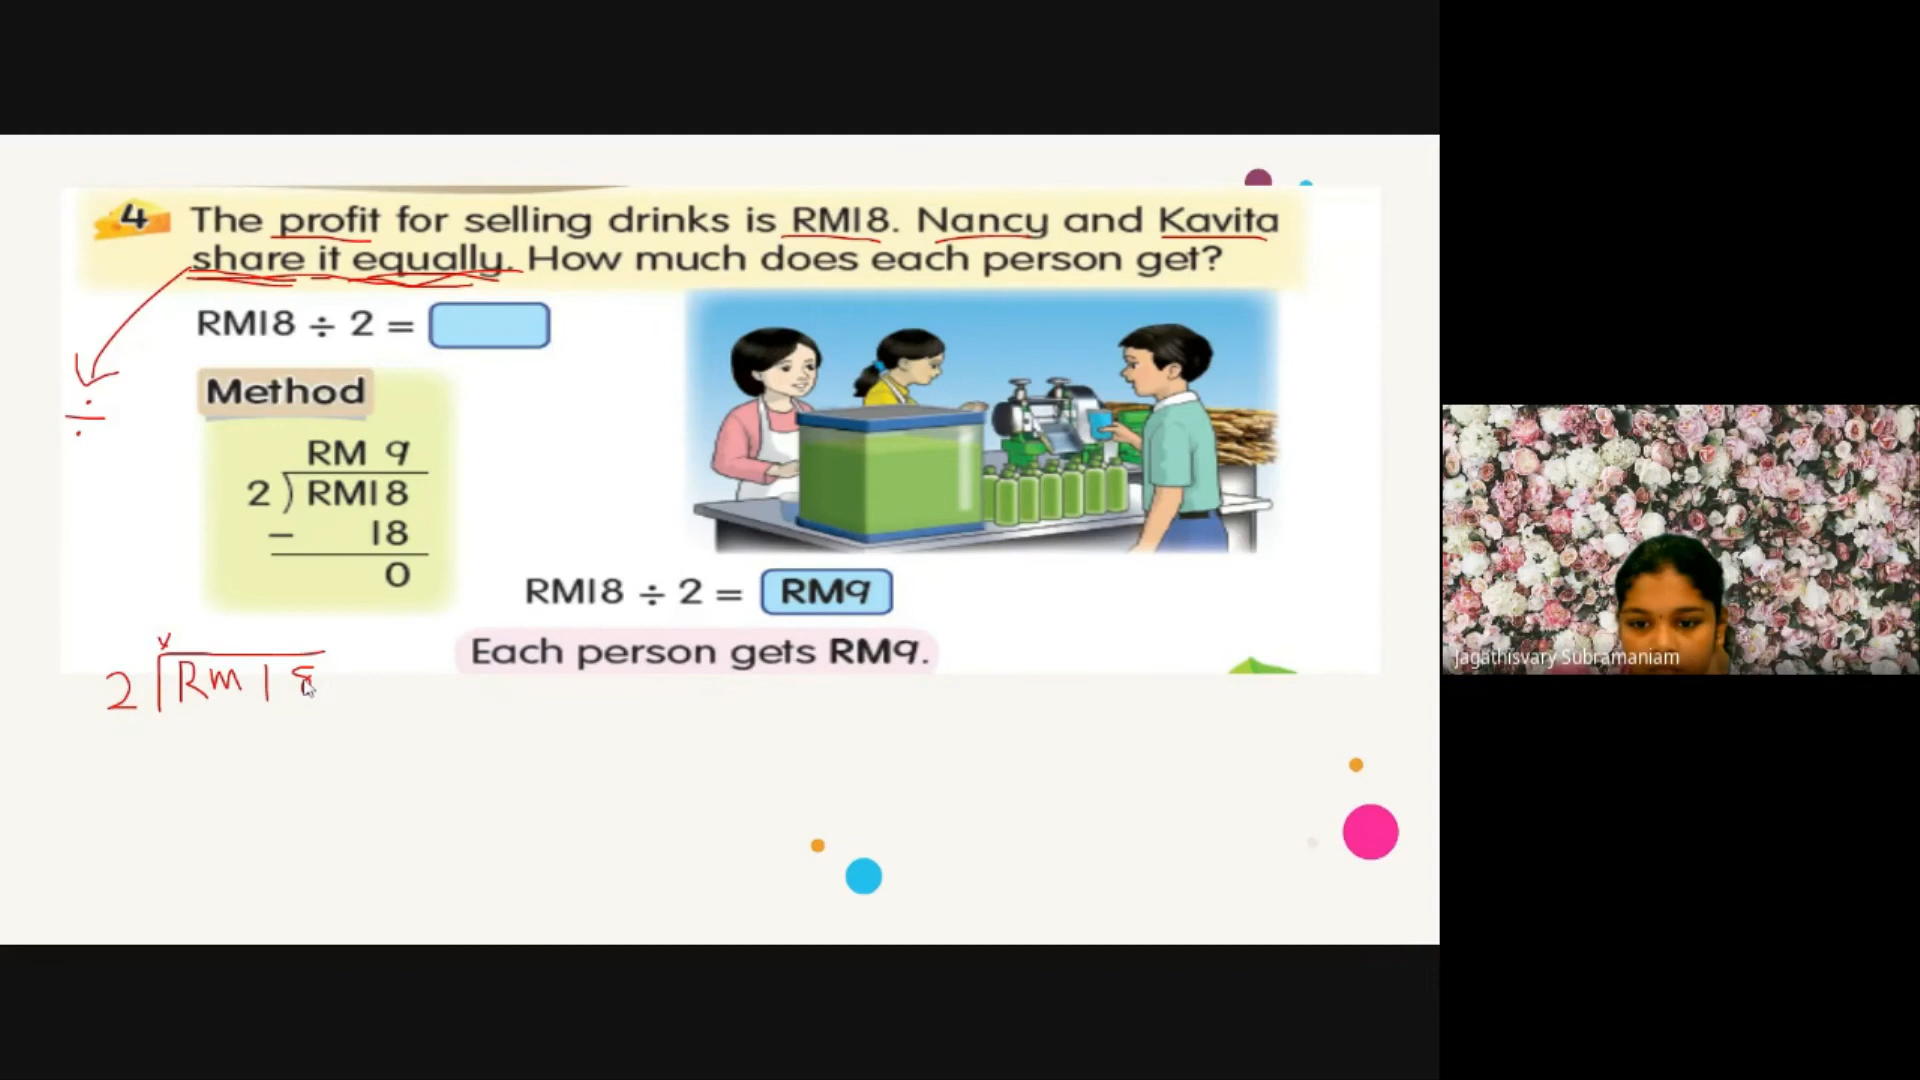 4 The profit for selling drinks is RM18. Nancy and Kavita
share it equally. How much does each person get?
RM18 ÷ 2 =
÷
Method
RM 9
2 ) RM18
− 18
0
RM18 ÷ 2 = RM9
Each person gets RM9.
2 Rm 1 8
Jagathisvary Subramaniam